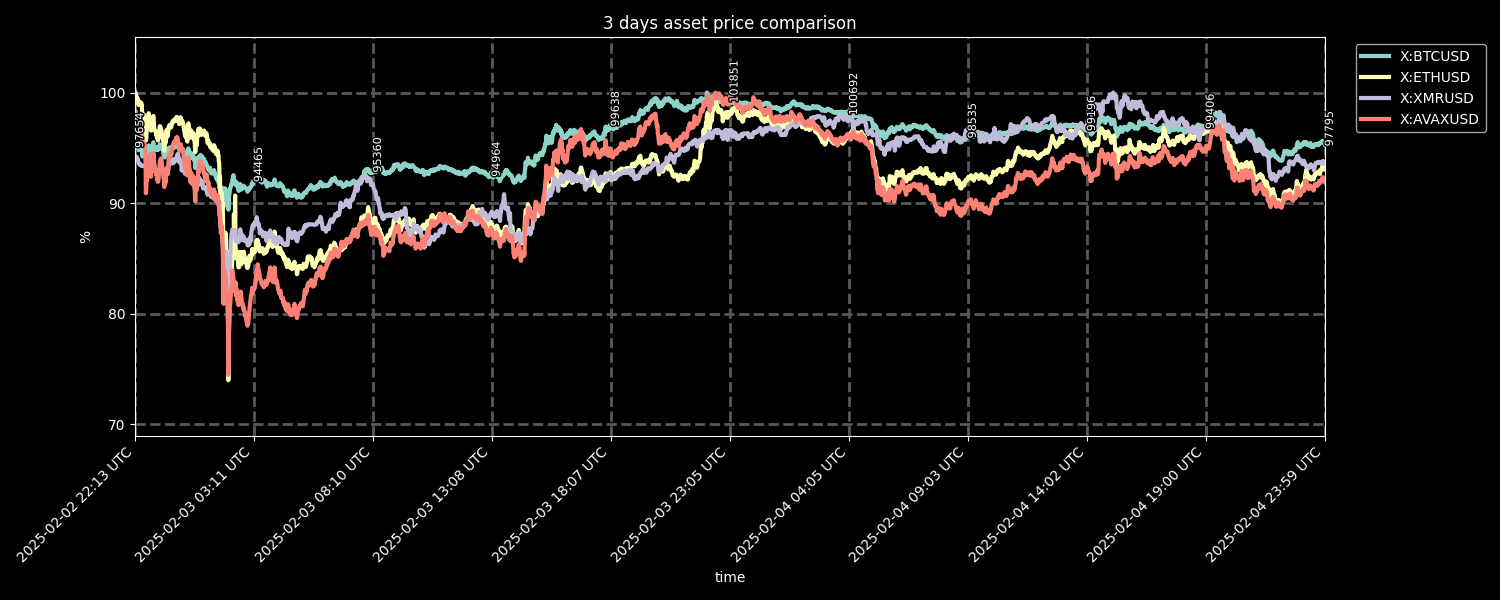 3 days asset price comparison
X:BTCUSD
X:ETHUSD
X:XMRUSD
X:AVAXUSD
100
90
80
70
%
97654
94465
95360
94964
99638
101851
100692
98535
99196
99406
97795
2025-02-02 22:13 UTC
2025-02-03 03:11 UTC
2025-02-03 08:10 UTC
2025-02-03 13:08 UTC
2025-02-03 18:07 UTC
2025-02-03 23:05 UTC
2025-02-04 04:05 UTC
2025-02-04 09:03 UTC
2025-02-04 14:02 UTC
2025-02-04 19:00 UTC
2025-02-04 23:59 UTC
time